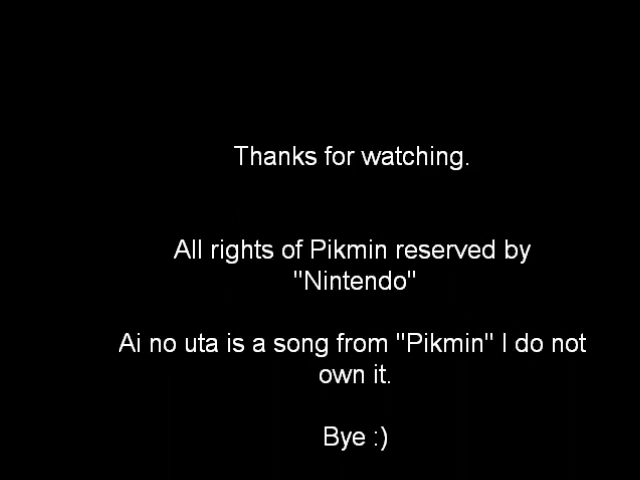 Thanks for watching.
All rights of Pikmin reserved by
"Nintendo"
Ai no uta is a song from "Pikmin" I do not
own it.
Bye :)